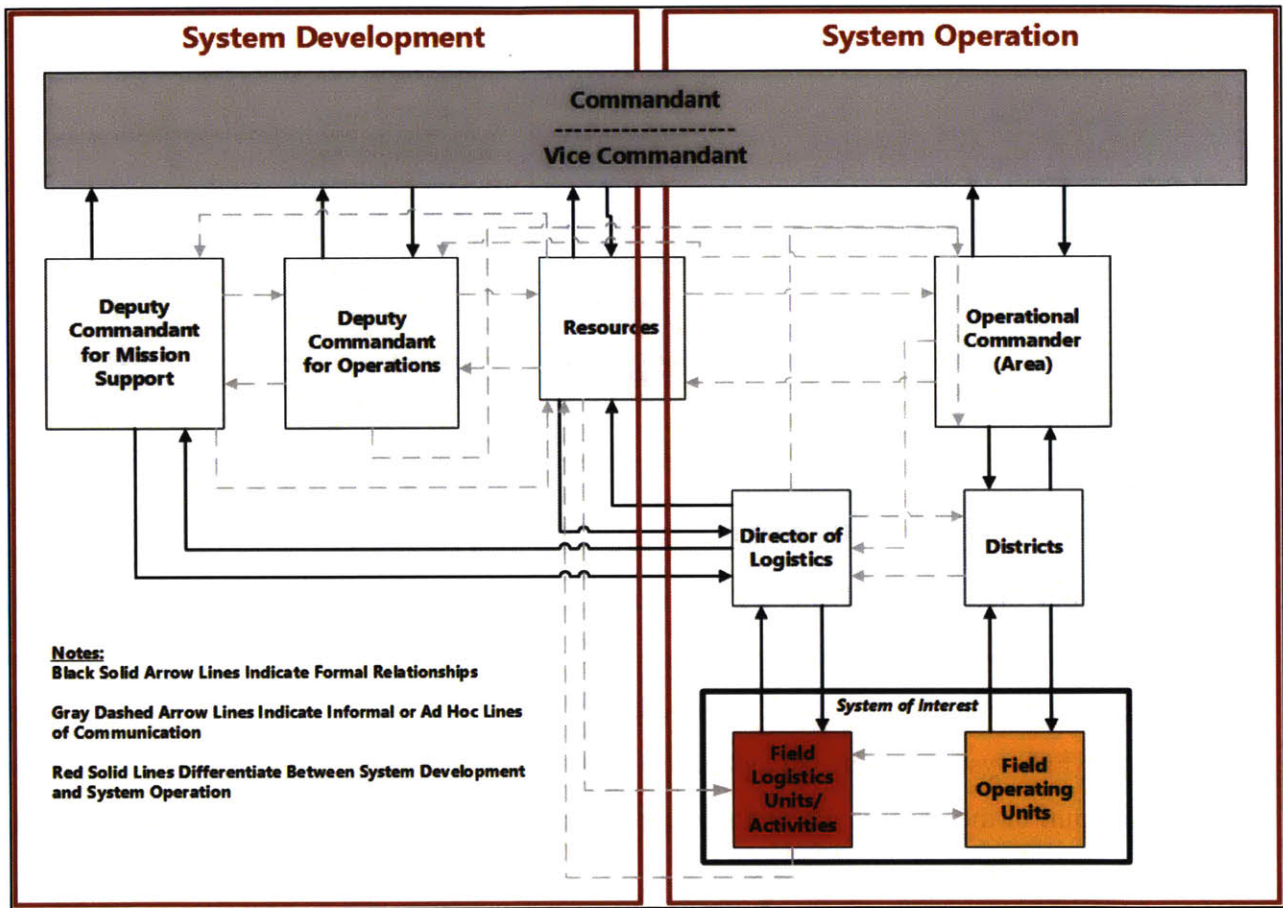 System Development
System Operation
Commandant
--------------------
Vice Commandant
Deputy
Commandant
for Mission
Support
Deputy
Commandant
for Operations
Resources
Operational
Commander
(Area)
Director of
Logistics
Districts
Notes:
Black Solid Arrow Lines Indicate Formal Relationships
Gray Dashed Arrow Lines Indicate Informal or Ad Hoc Lines
of Communication
Red Solid Lines Differentiate Between System Development
and System Operation
System of Interest
Field
Logistics
Units/
Activities
Field
Operating
Units